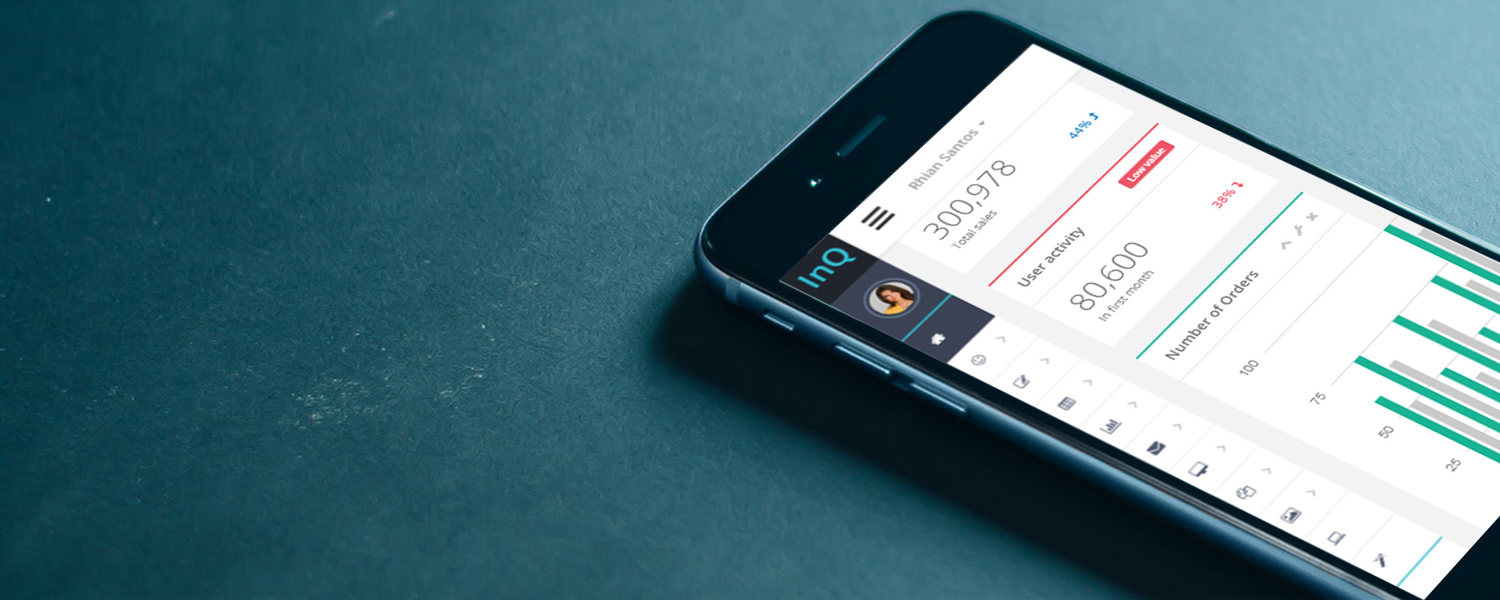 InQ
Rhian Santos
300,978
Total sales
44%
User activity
Low value
80,600
In first month
38%
Number of Orders
100
75
50
25